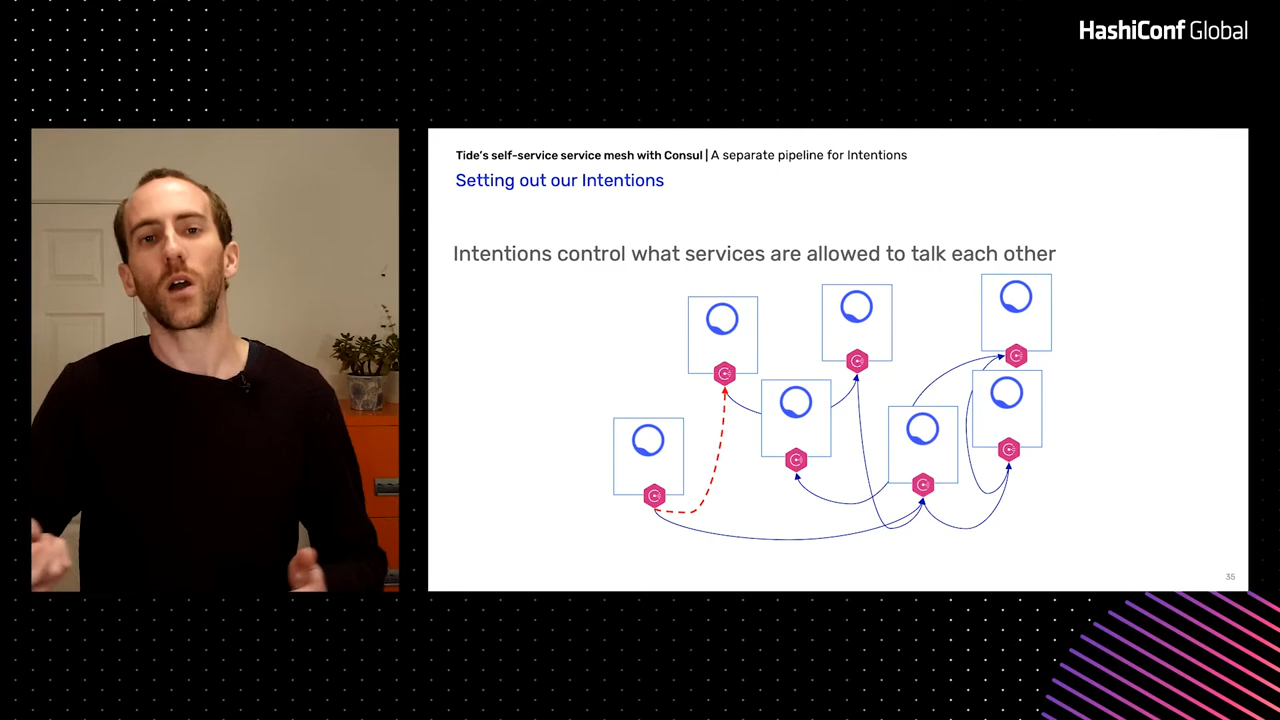 HashiConf Global
Tide's self-service service mesh with Consul | A separate pipeline for Intentions
Setting out our Intentions
Intentions control what services are allowed to talk each other
35